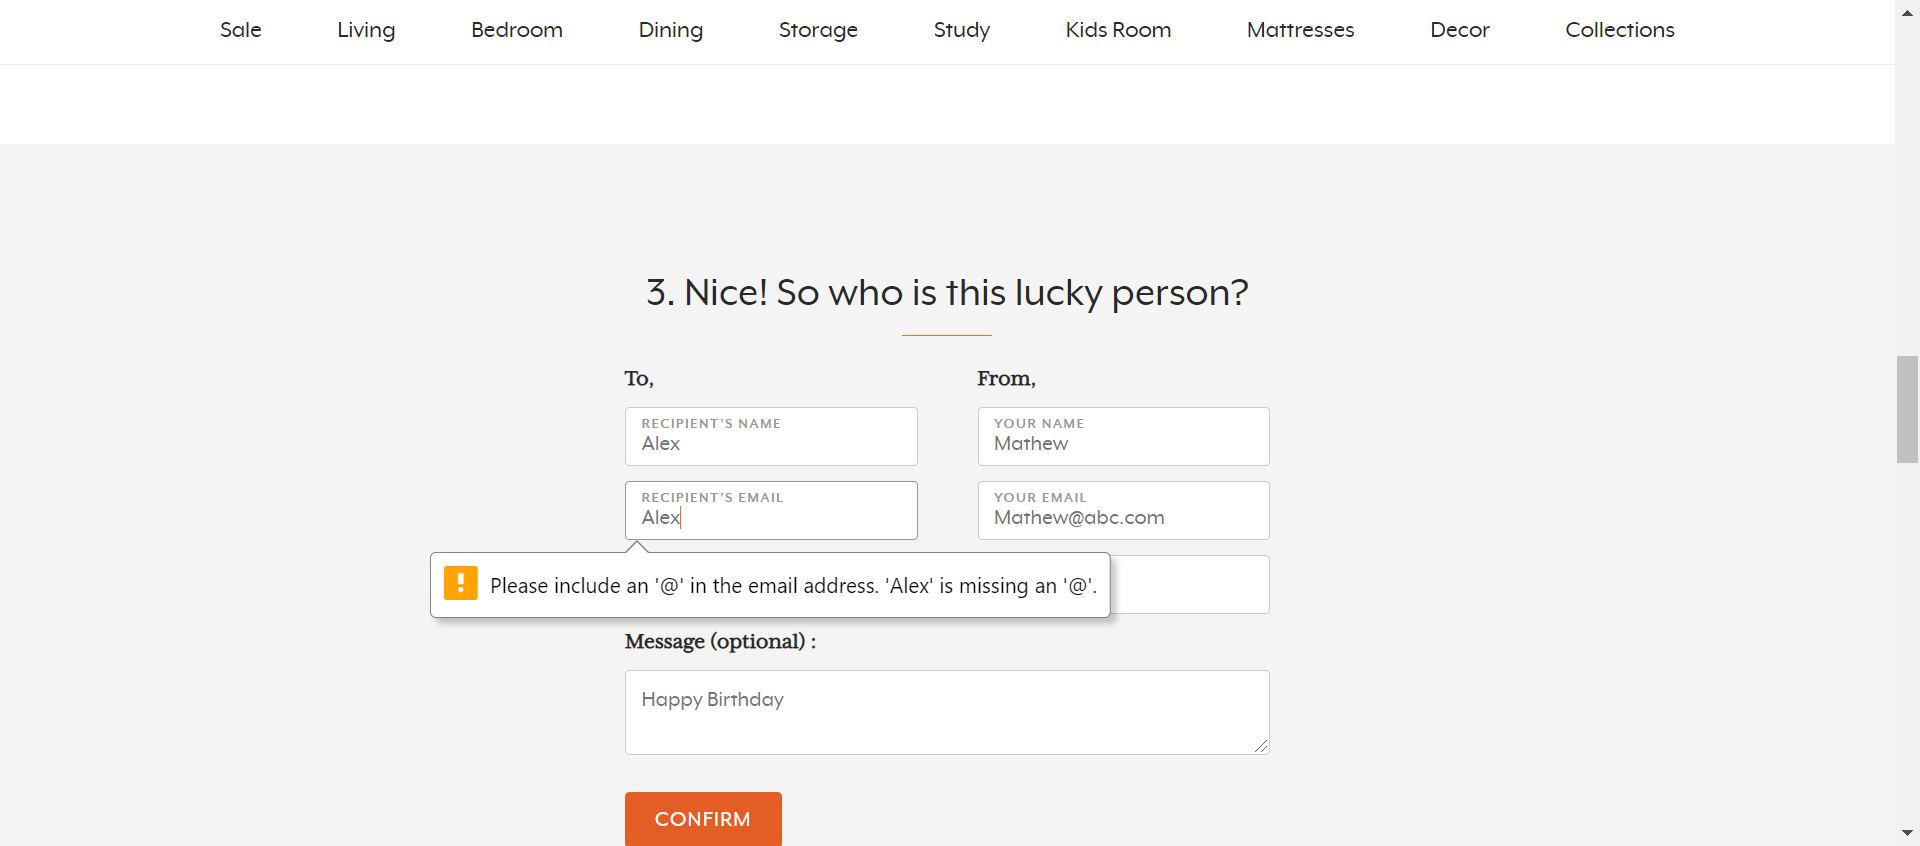 Sale Living Bedroom Dining Storage Study Kids Room Mattresses Decor Collections
3. Nice! So who is this lucky person?
To, From,
RECIPIENT'S NAME YOUR NAME
Alex Mathew
RECIPIENT'S EMAIL YOUR EMAIL
Alex Mathew@abc.com
Please include an '@' in the email address. 'Alex' is missing an '@'.
Message (optional) :
Happy Birthday
CONFIRM